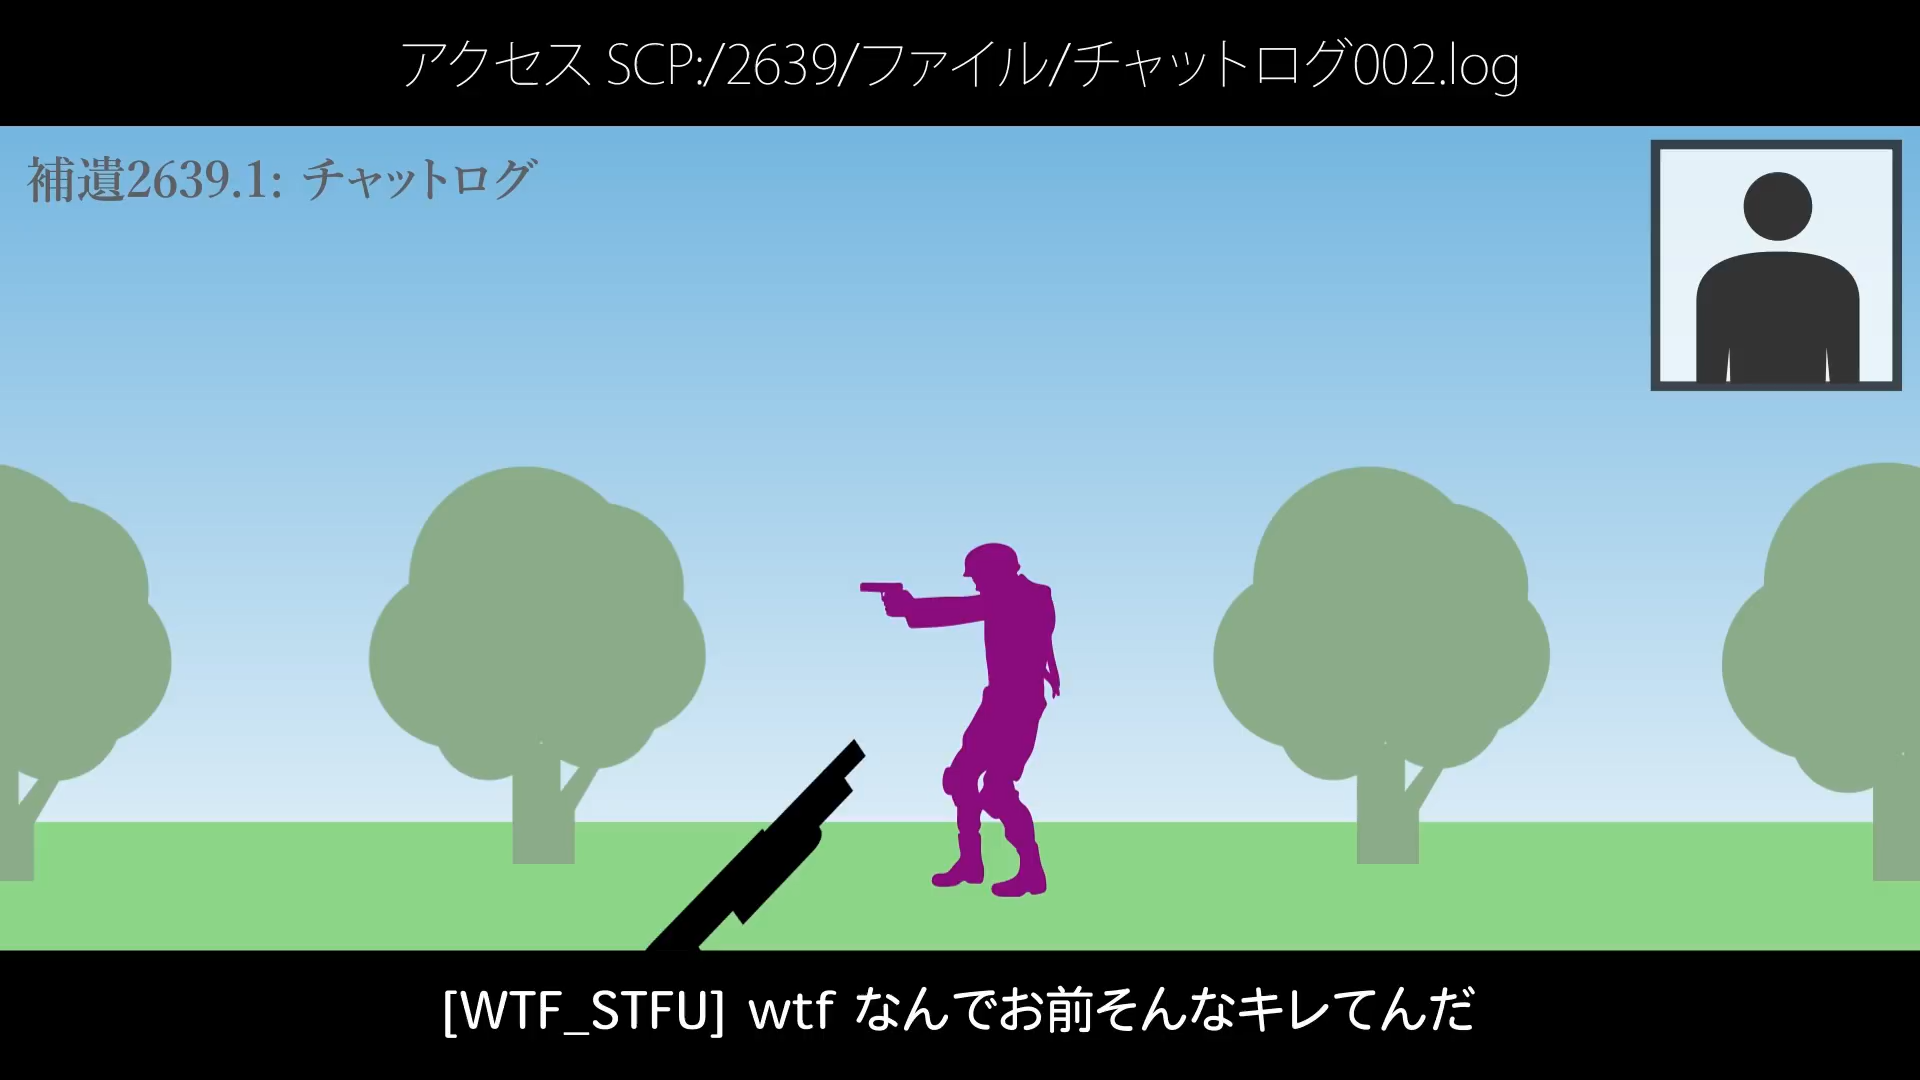 アクセス SCP:/2639/ファイル/チャットログ002.log
補遺2639.1: チャットログ
[WTF_STFU] wtf なんでお前そんなキレてんだ